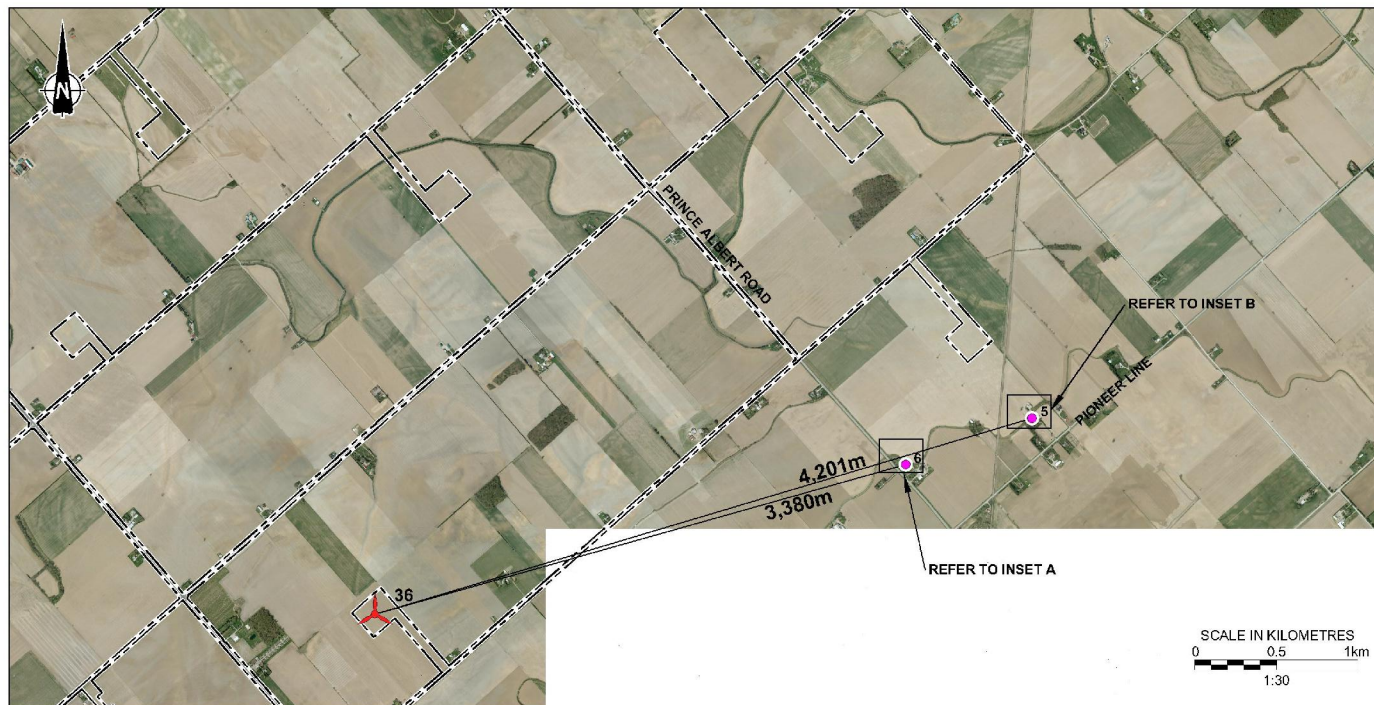 N
PRINCE ALBERT ROAD
REFER TO INSET B
PIONEER LINE
5
6
4,201m
3,380m
REFER TO INSET A
36
SCALE IN KILOMETRES
0 0.5 1km
1:30